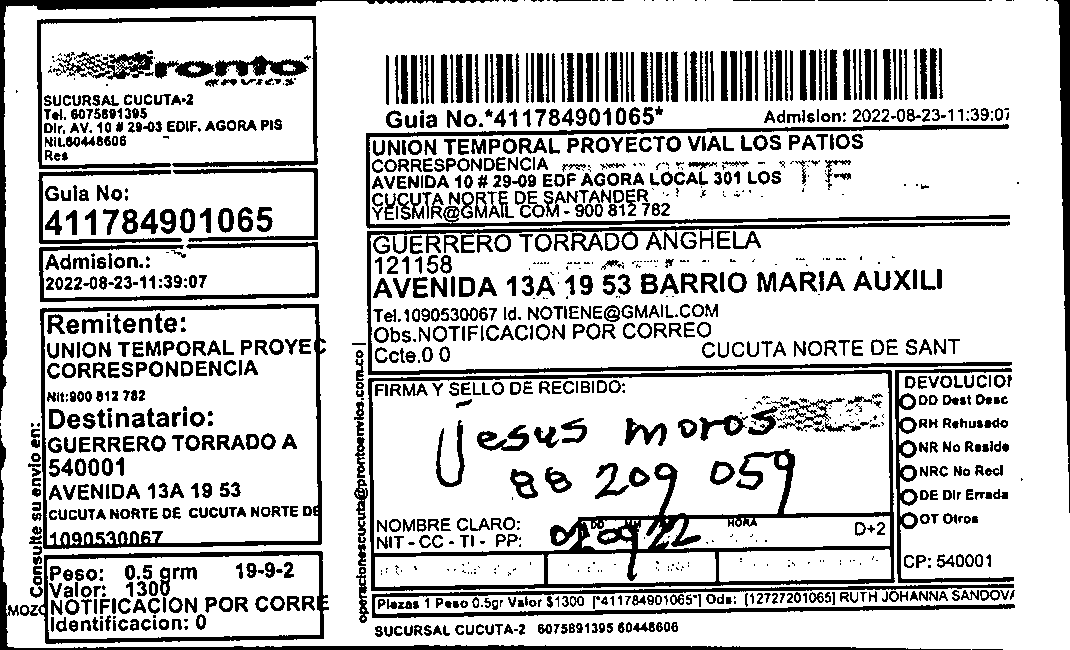 Pronto
ENVIOS
SUCURSAL CUCUTA-2
Tel. 6075891395
Dir. AV. 10 # 29-03 EDIF. AGORA PIS
Nit.60448606
Res
Guia No:
411784901065
Admision.:
2022-08-23-11:39:07
Remitente:
UNION TEMPORAL PROYEC
CORRESPONDENCIA
Nit:900 812 782
Destinatario:
GUERRERO TORRADO A
540001
AVENIDA 13A 19 53
CUCUTA NORTE DE CUCUTA NORTE DE
1090530067
Peso: 0.5 grm 19-9-2
Valor: 1300
NOTIFICACION POR CORRE
Identificacion: 0
Consulte su envio en:
MOZO
Guia No.*411784901065*
Admision: 2022-08-23-11:39:07
UNION TEMPORAL PROYECTO VIAL LOS PATIOS
CORRESPONDENCIA
AVENIDA 10 # 29-09 EDF AGORA LOCAL 301 LOS
CUCUTA NORTE DE SANTANDER
YEISMIR@GMAIL COM - 900 812 782
GUERRERO TORRADO ANGHELA
121158
AVENIDA 13A 19 53 BARRIO MARIA AUXILI
Tel.1090530067 Id. NOTIENE@GMAIL.COM
Obs.NOTIFICACION POR CORREO
Ccte.0 0 CUCUTA NORTE DE SANT
operacionescucuta@prontoenvios.com.co
FIRMA Y SELLO DE RECIBIDO:
Jesus moros
88 209 059
NOMBRE CLARO:
NIT - CC - TI - PP:
DD HORA
020922
D+2
DEVOLUCION
DD Dest Desc
RH Rehusado
NR No Reside
NRC No Recl
DE Dir Errada
OT Otros
CP: 540001
Piezas 1 Peso 0.5gr Valor $1300 [*411784901065*] Ods: [12727201065] RUTH JOHANNA SANDOVA
SUCURSAL CUCUTA-2 6075891395 60448606